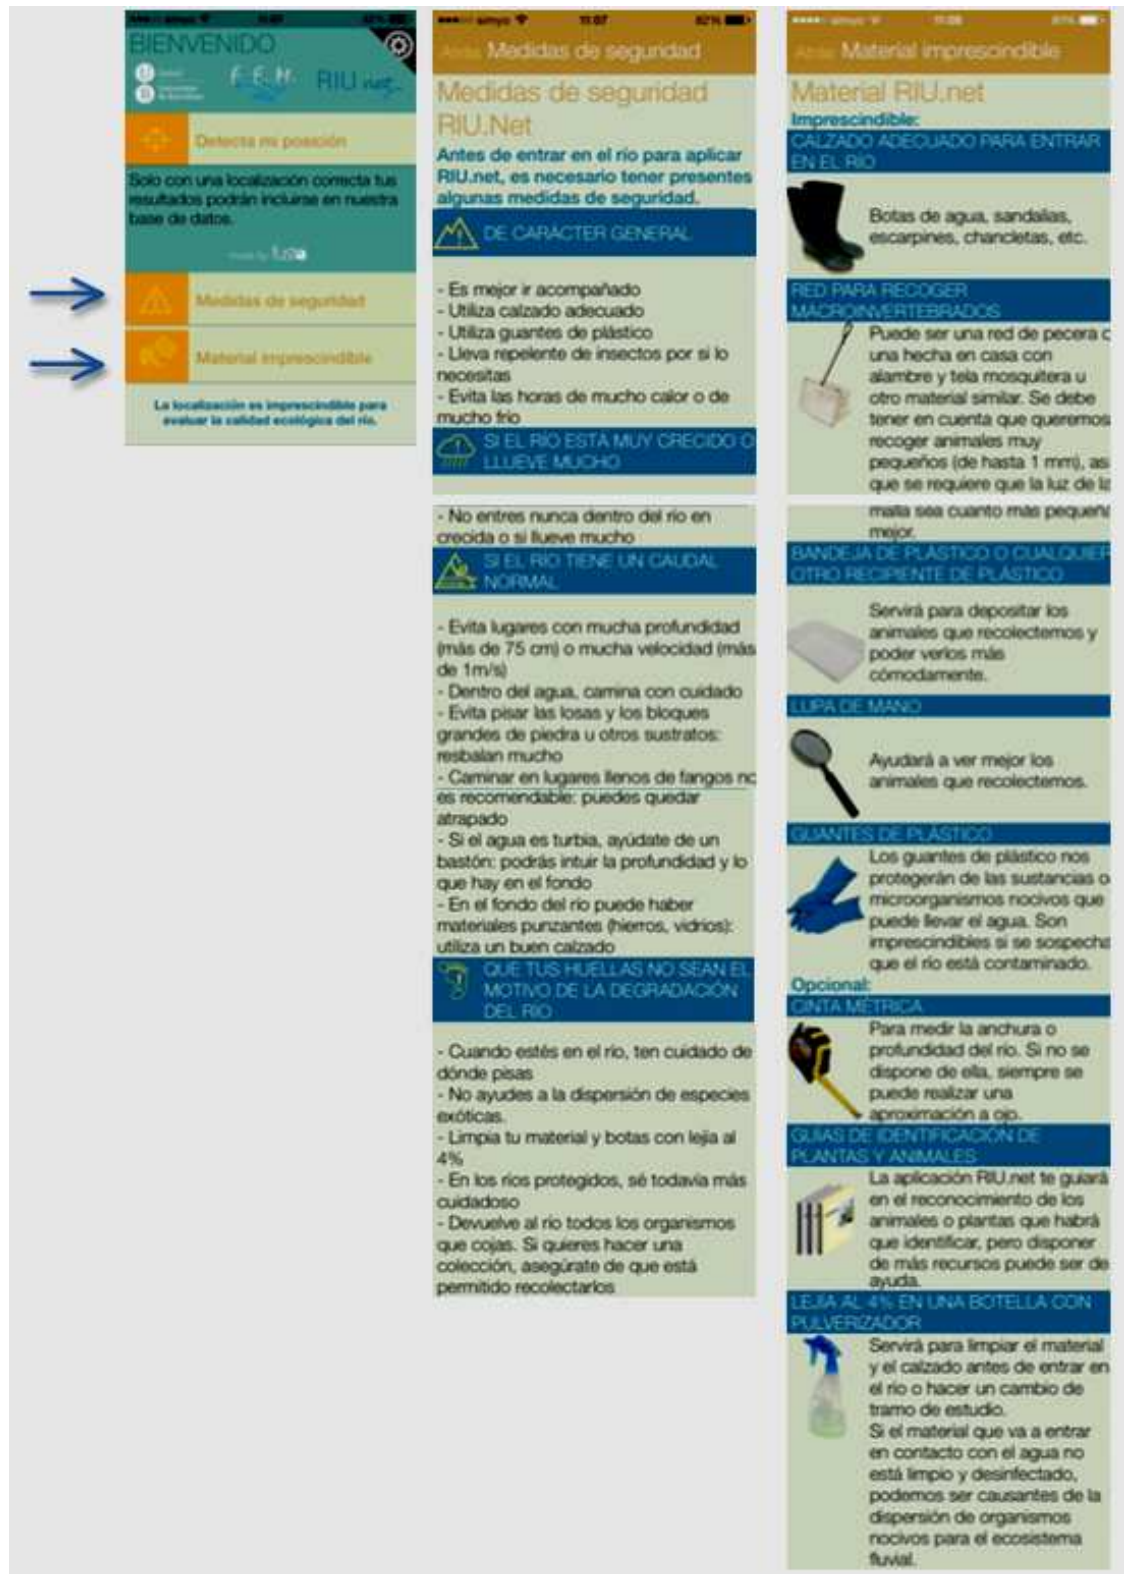 11:07
BIENVENIDO
F.E.H.
RIU.net
Detecta mi posición
Solo con una localización correcta tus
resultados podrán incluirse en nuestra
base de datos.
Medidas de seguridad
Material imprescindible
La localización es imprescindible para
evaluar la calidad ecológica del río.
simyo 11:07 82%
Atrás Medidas de seguridad
Medidas de seguridad
RIU.Net
Antes de entrar en el río para aplicar
RIU.net, es necesario tener presentes
algunas medidas de seguridad.
DE CARÁCTER GENERAL
- Es mejor ir acompañado
- Utiliza calzado adecuado
- Utiliza guantes de plástico
- Lleva repelente de insectos por si lo
necesitas
- Evita las horas de mucho calor o de
mucho frío
SI EL RÍO ESTÁ MUY CRECIDO O
LLUEVE MUCHO
- No entres nunca dentro del río en
crecida o si llueve mucho
SI EL RÍO TIENE UN CAUDAL
NORMAL
- Evita lugares con mucha profundidad
(más de 75 cm) o mucha velocidad (más
de 1m/s)
- Dentro del agua, camina con cuidado
- Evita pisar las losas y los bloques
grandes de piedra u otros sustratos:
resbalan mucho
- Caminar en lugares llenos de fangos no
es recomendable: puedes quedar
atrapado
- Si el agua es turbia, ayúdate de un
bastón: podrás intuir la profundidad y lo
que hay en el fondo
- En el fondo del río puede haber
materiales punzantes (hierros, vidrios):
utiliza un buen calzado
QUE TUS HUELLAS NO SEAN EL
MOTIVO DE LA DEGRADACIÓN
DEL RÍO
- Cuando estés en el río, ten cuidado de
dónde pisas
- No ayudes a la dispersión de especies
exóticas.
- Limpia tu material y botas con lejía al
4%
- En los ríos protegidos, sé todavía más
cuidadoso
- Devuelve al río todos los organismos
que cojas. Si quieres hacer una
colección, asegúrate de que está
permitido recolectarlos
Atrás Material imprescindible
Material RIU.net
Imprescindible:
CALZADO ADECUADO PARA ENTRAR
EN EL RÍO
Botas de agua, sandalias,
escarpines, chancletas, etc.
RED PARA RECOGER
MACROINVERTEBRADOS
Puede ser una red de pecera o
una hecha en casa con
alambre y tela mosquitera u
otro material similar. Se debe
tener en cuenta que queremos
recoger animales muy
pequeños (de hasta 1 mm), as
que se requiere que la luz de la
malla sea cuanto más pequeña
mejor.
BANDEJA DE PLÁSTICO O CUALQUIER
OTRO RECIPIENTE DE PLÁSTICO
Servirá para depositar los
animales que recolectemos y
poder verlos más
cómodamente.
LUPA DE MANO
Ayudará a ver mejor los
animales que recolectemos.
GUANTES DE PLÁSTICO
Los guantes de plástico nos
protegerán de las sustancias o
microorganismos nocivos que
puede llevar el agua. Son
imprescindibles si se sospecha
que el río está contaminado.
Opcional:
CINTA MÉTRICA
Para medir la anchura o
profundidad del río. Si no se
dispone de ella, siempre se
puede realizar una
aproximación a ojo.
GUÍAS DE IDENTIFICACIÓN DE
PLANTAS Y ANIMALES
La aplicación RIU.net te guiará
en el reconocimiento de los
animales o plantas que habrá
que identificar, pero disponer
de más recursos puede ser de
ayuda.
LEJÍA AL 4% EN UNA BOTELLA CON
PULVERIZADOR
Servirá para limpiar el material
y el calzado antes de entrar en
el río o hacer un cambio de
tramo de estudio.
Si el material que va a entrar
en contacto con el agua no
está limpio y desinfectado,
podemos ser causantes de la
dispersión de organismos
nocivos para el ecosistema
fluvial.